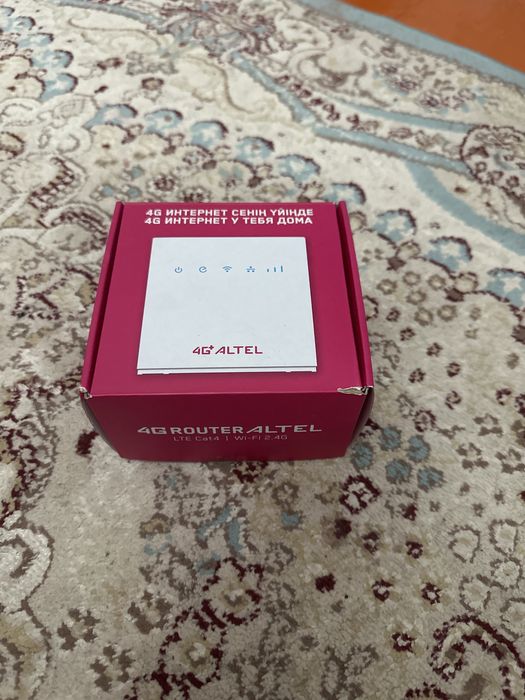 4G ИНТЕРНЕТ СЕНІҢ ҮЙІҢДЕ
4G ИНТЕРНЕТ У ТЕБЯ ДОМА
4G+ ALTEL
4G ROUTER ALTEL
LTE Cat4 | Wi-Fi 2.4G